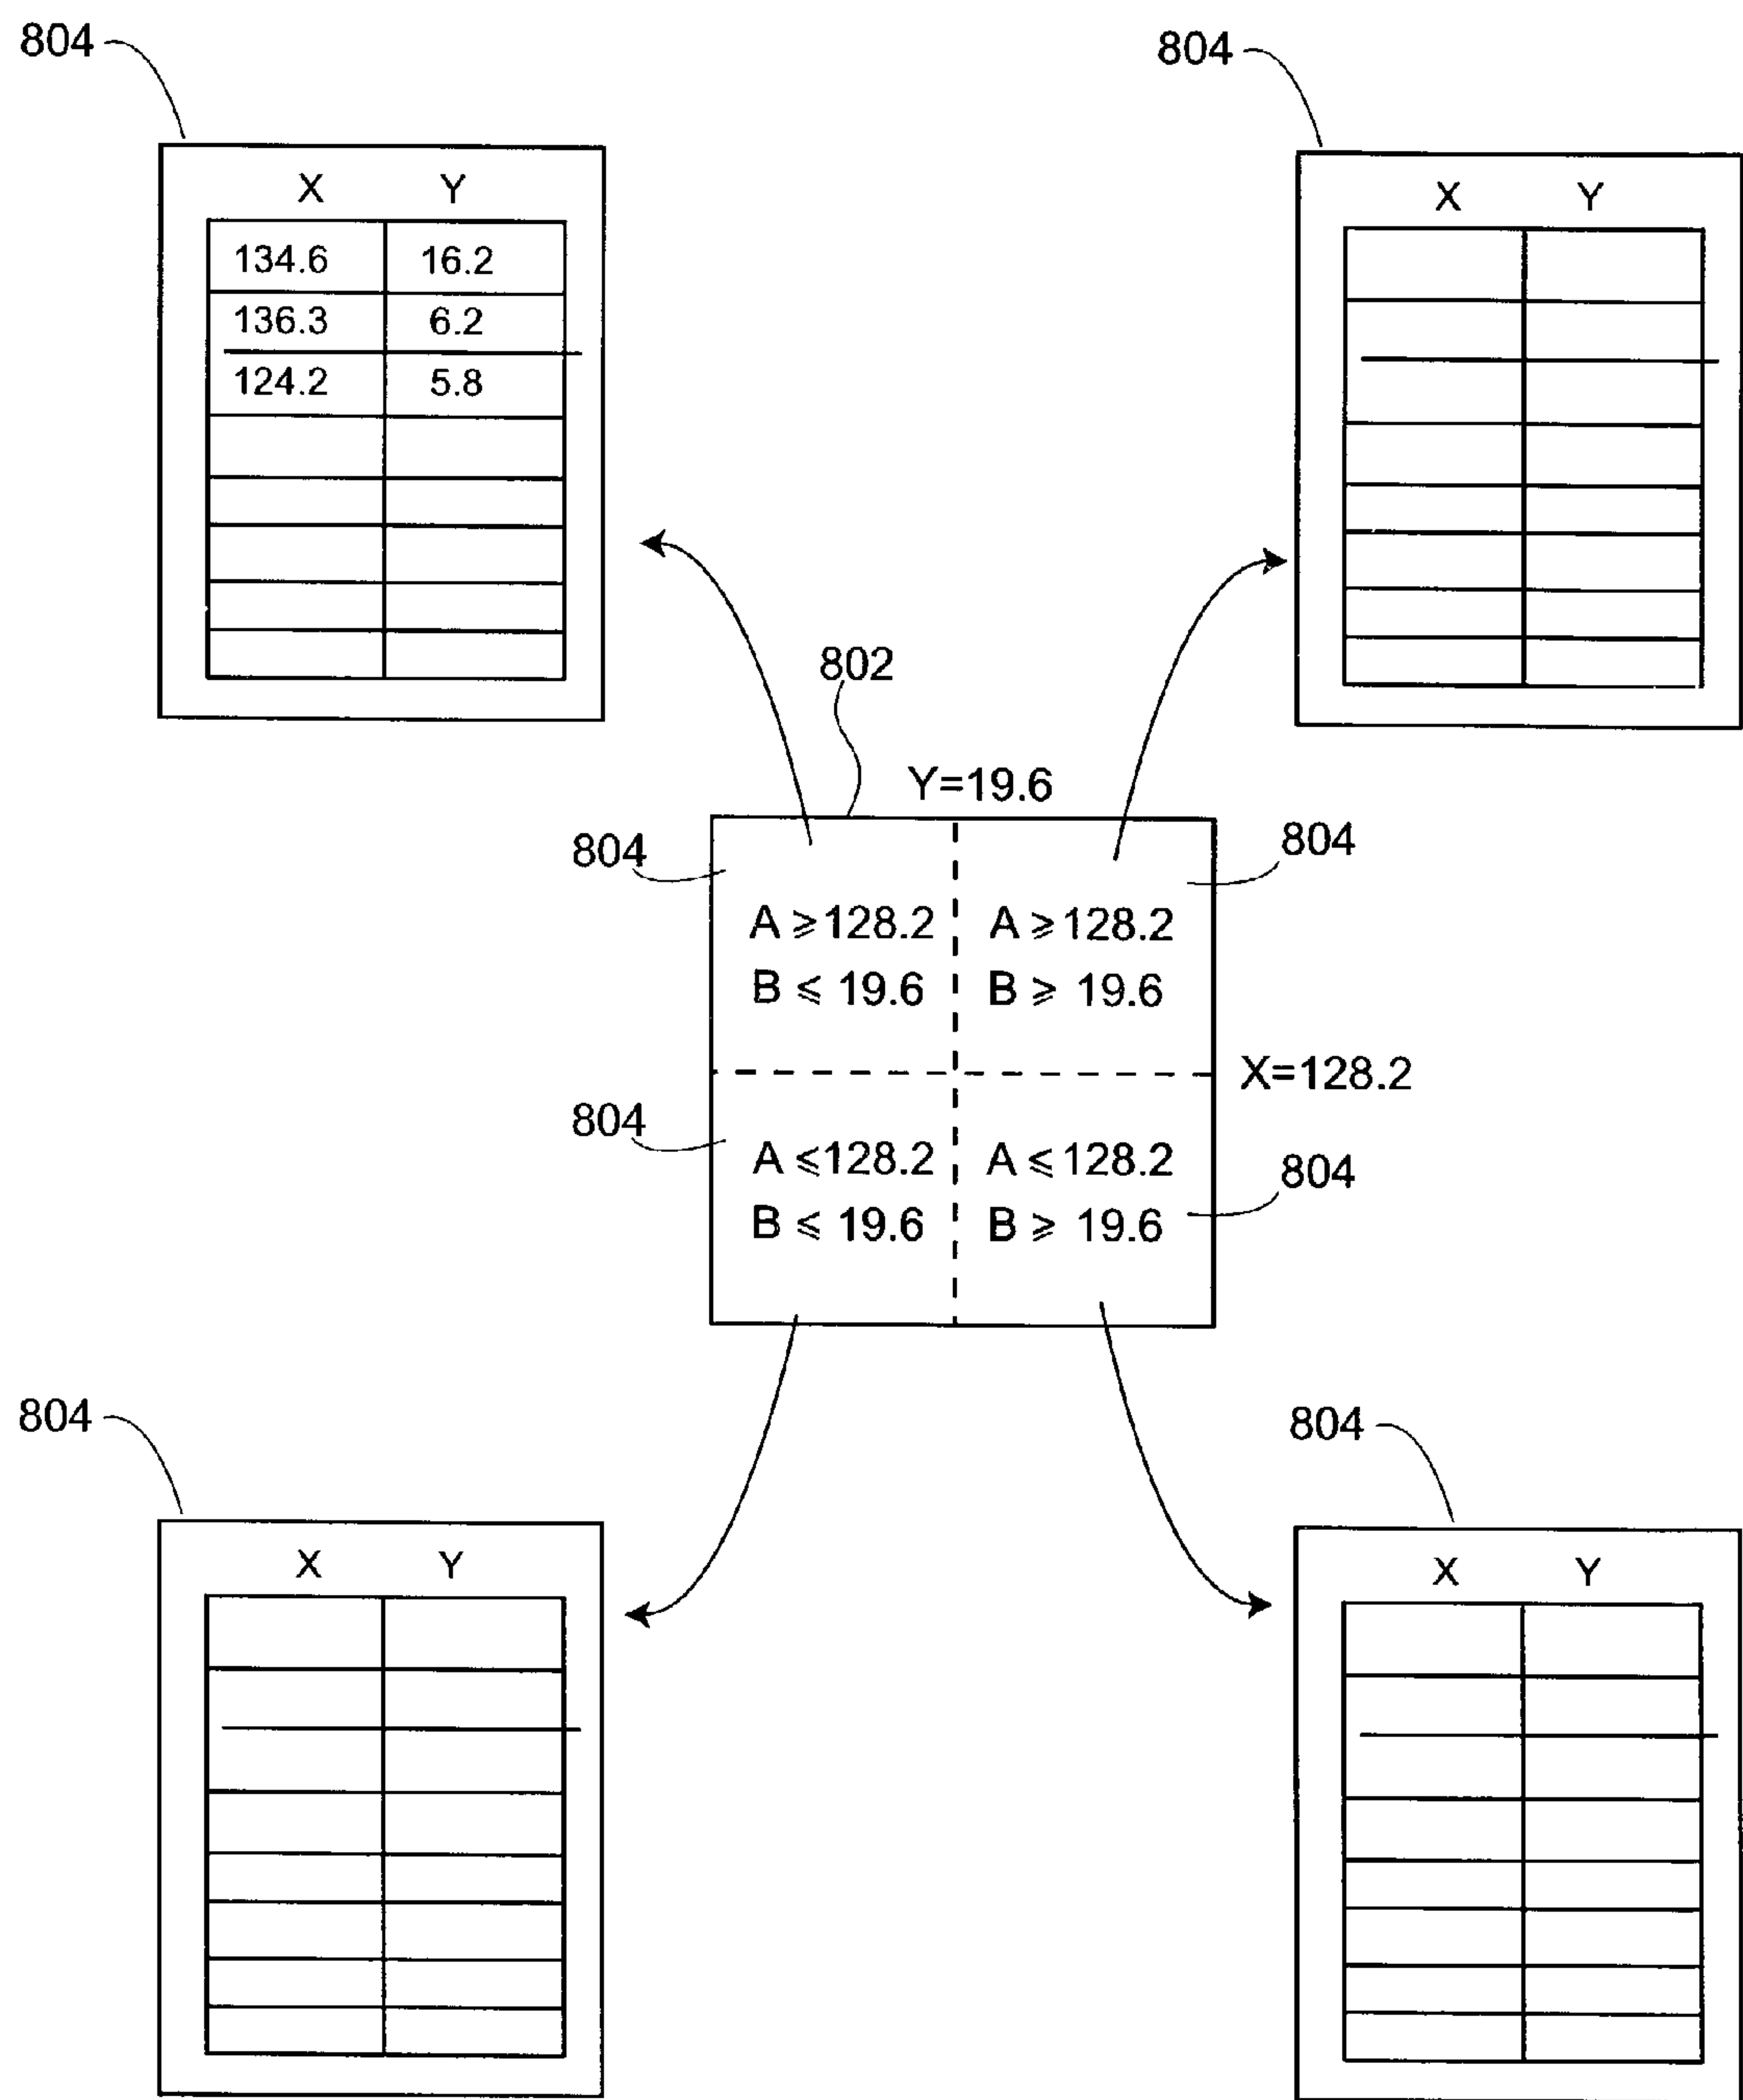 804
804
X Y
134.6 16.2
136.3 6.2
124.2 5.8
X Y
802
Y=19.6
804
804
A ⩾ 128.2
B ⩽ 19.6
A ⩾ 128.2
B ⩾ 19.6
X=128.2
804
804
A ⩽ 128.2
B ⩽ 19.6
A ⩽ 128.2
B ⩾ 19.6
804
804
X Y
X Y